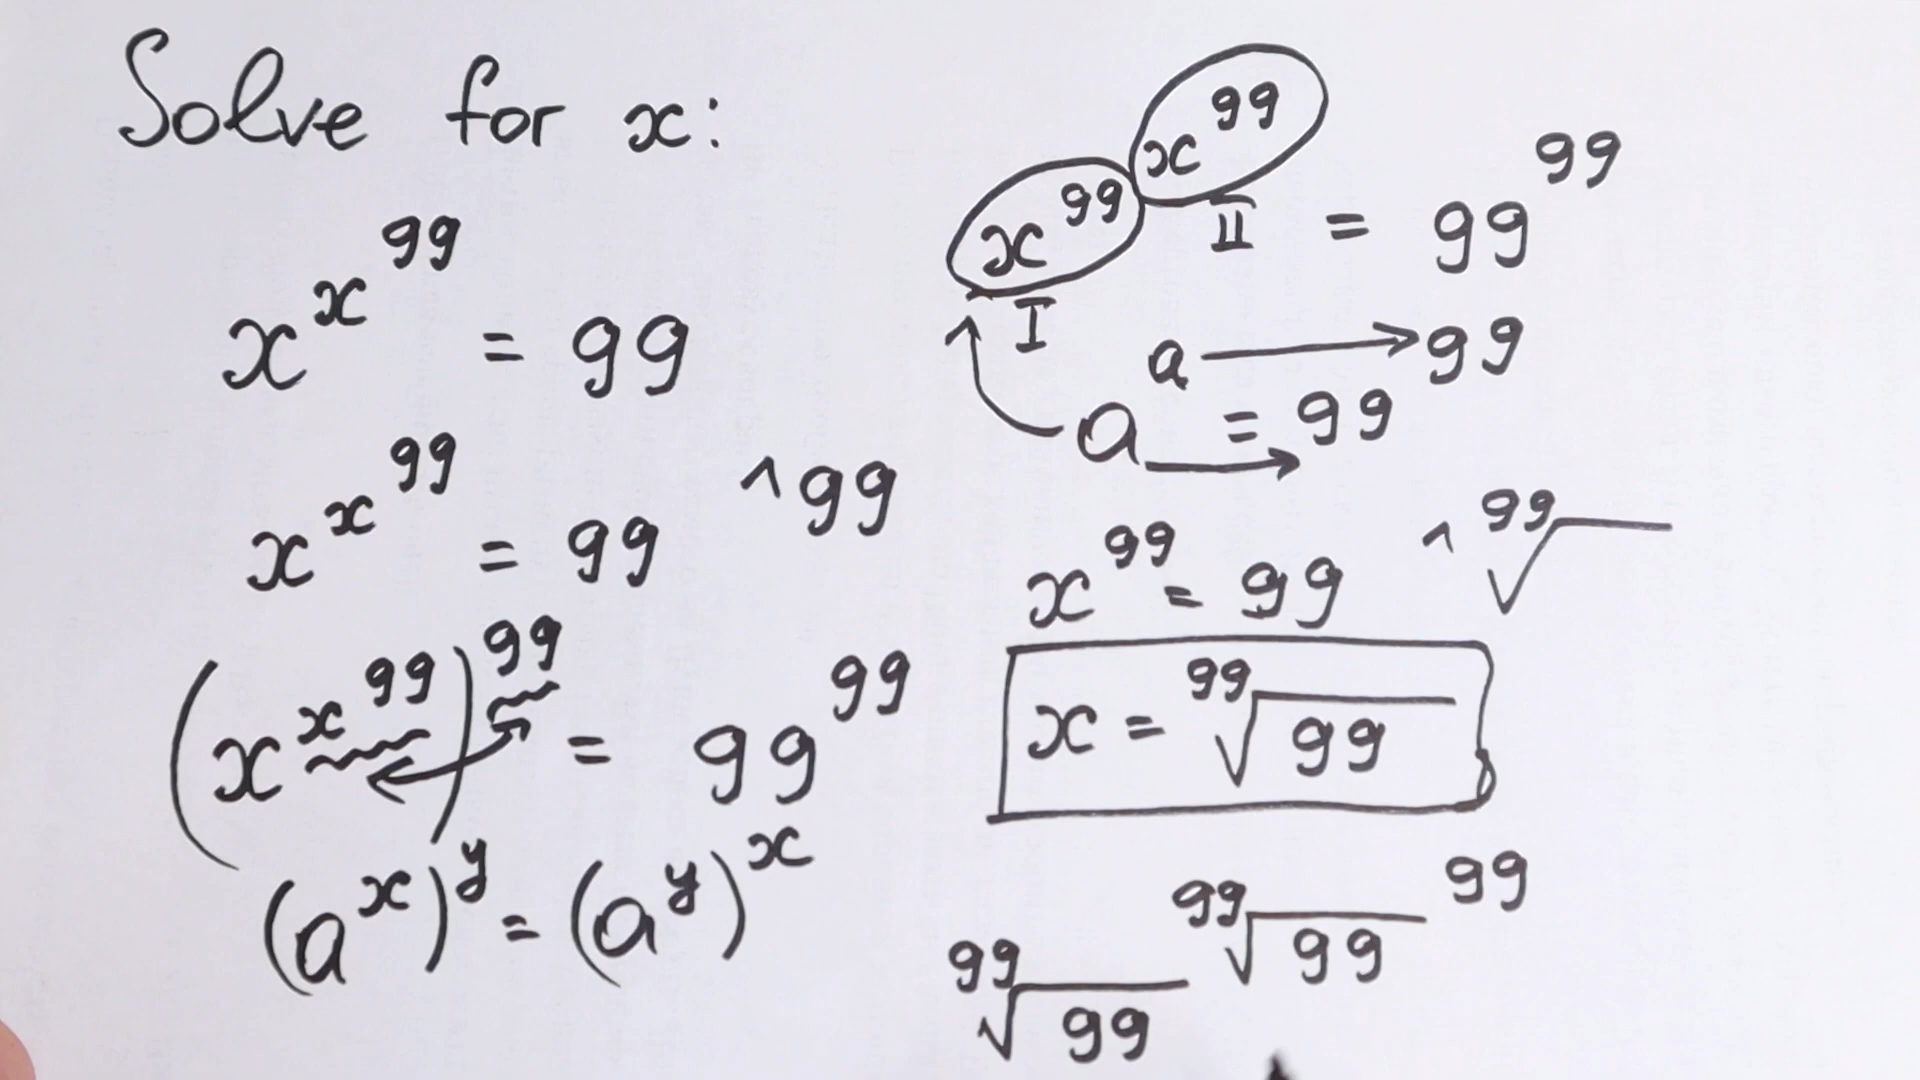 Solve for x:
x^x^99 = 99
x^x^99 = 99 ^99
(x^x^99)^99 = 99^99
(a^x)^y = (a^y)^x
x^99^x^99 = 99^99
I II
a → 99
a = 99
x^99 = 99 ^ 99√
x = 99√99
99√99^99√99^99